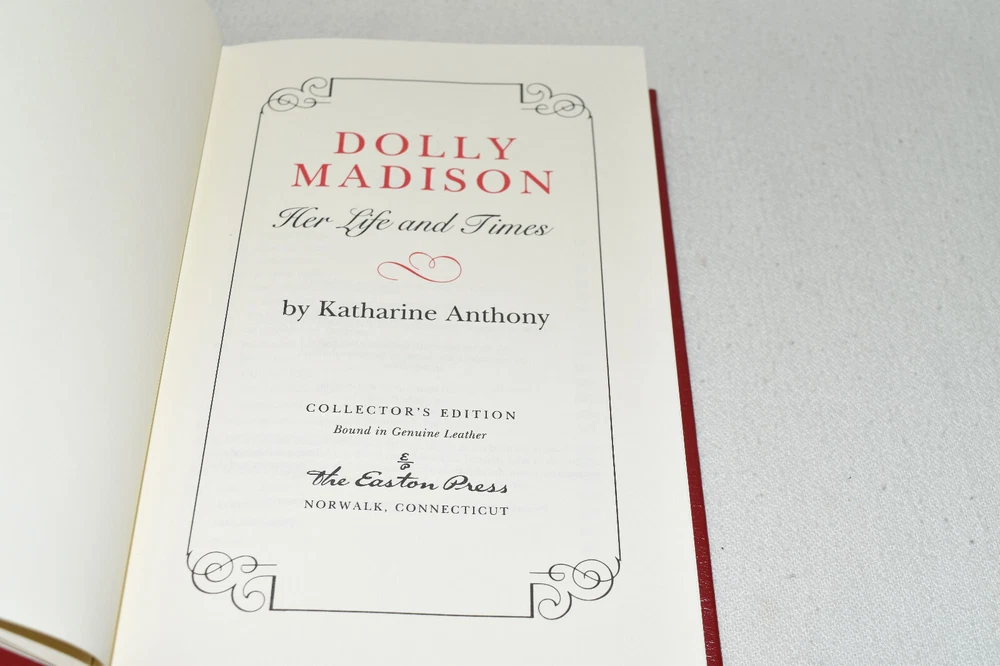 DOLLY
MADISON
Her Life and Times
by Katharine Anthony
COLLECTOR'S EDITION
Bound in Genuine Leather
EP
The Easton Press
NORWALK, CONNECTICUT